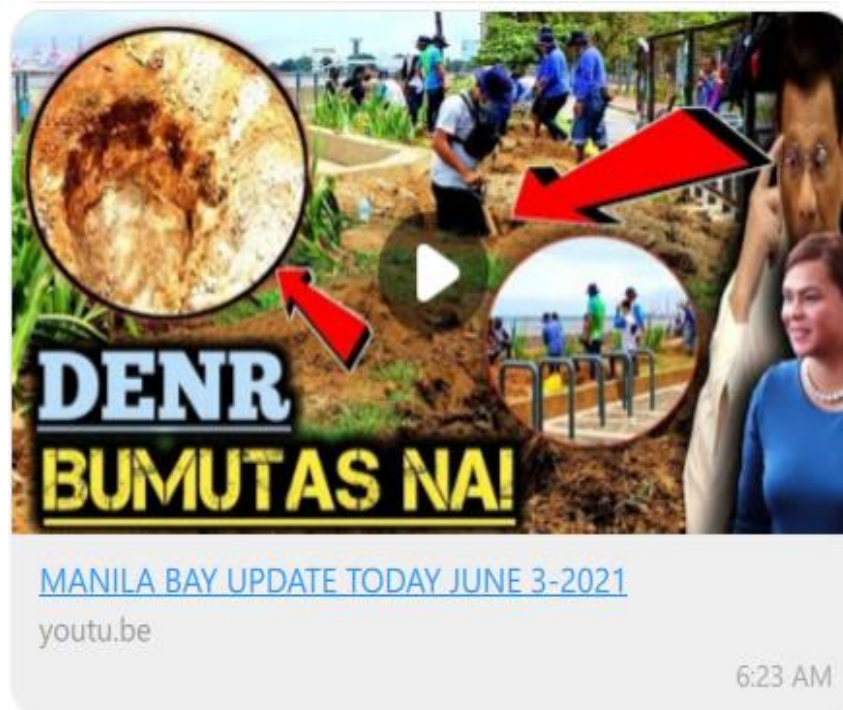 DENR
BUMUTAS NA!
MANILA BAY UPDATE TODAY JUNE 3-2021
youtu.be
6:23 AM